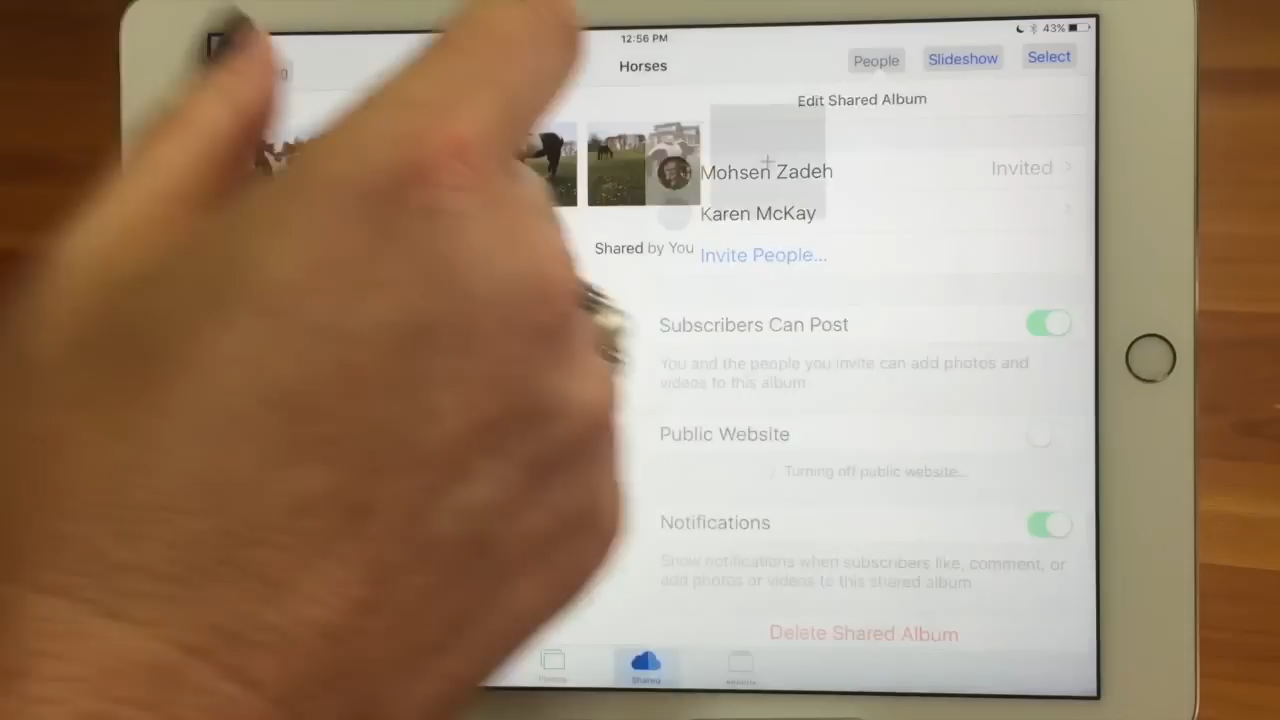 12:56 PM
43%
Horses
People
Slideshow
Select
Edit Shared Album
Mohsen Zadeh
Invited
Karen McKay
Shared by You
Invite People...
Subscribers Can Post
You and the people you invite can add photos and
videos to this album
Public Website
Turning off public website...
Notifications
Show notifications when subscribers like, comment, or
add photos or videos to this shared album
Delete Shared Album
Photos
Shared